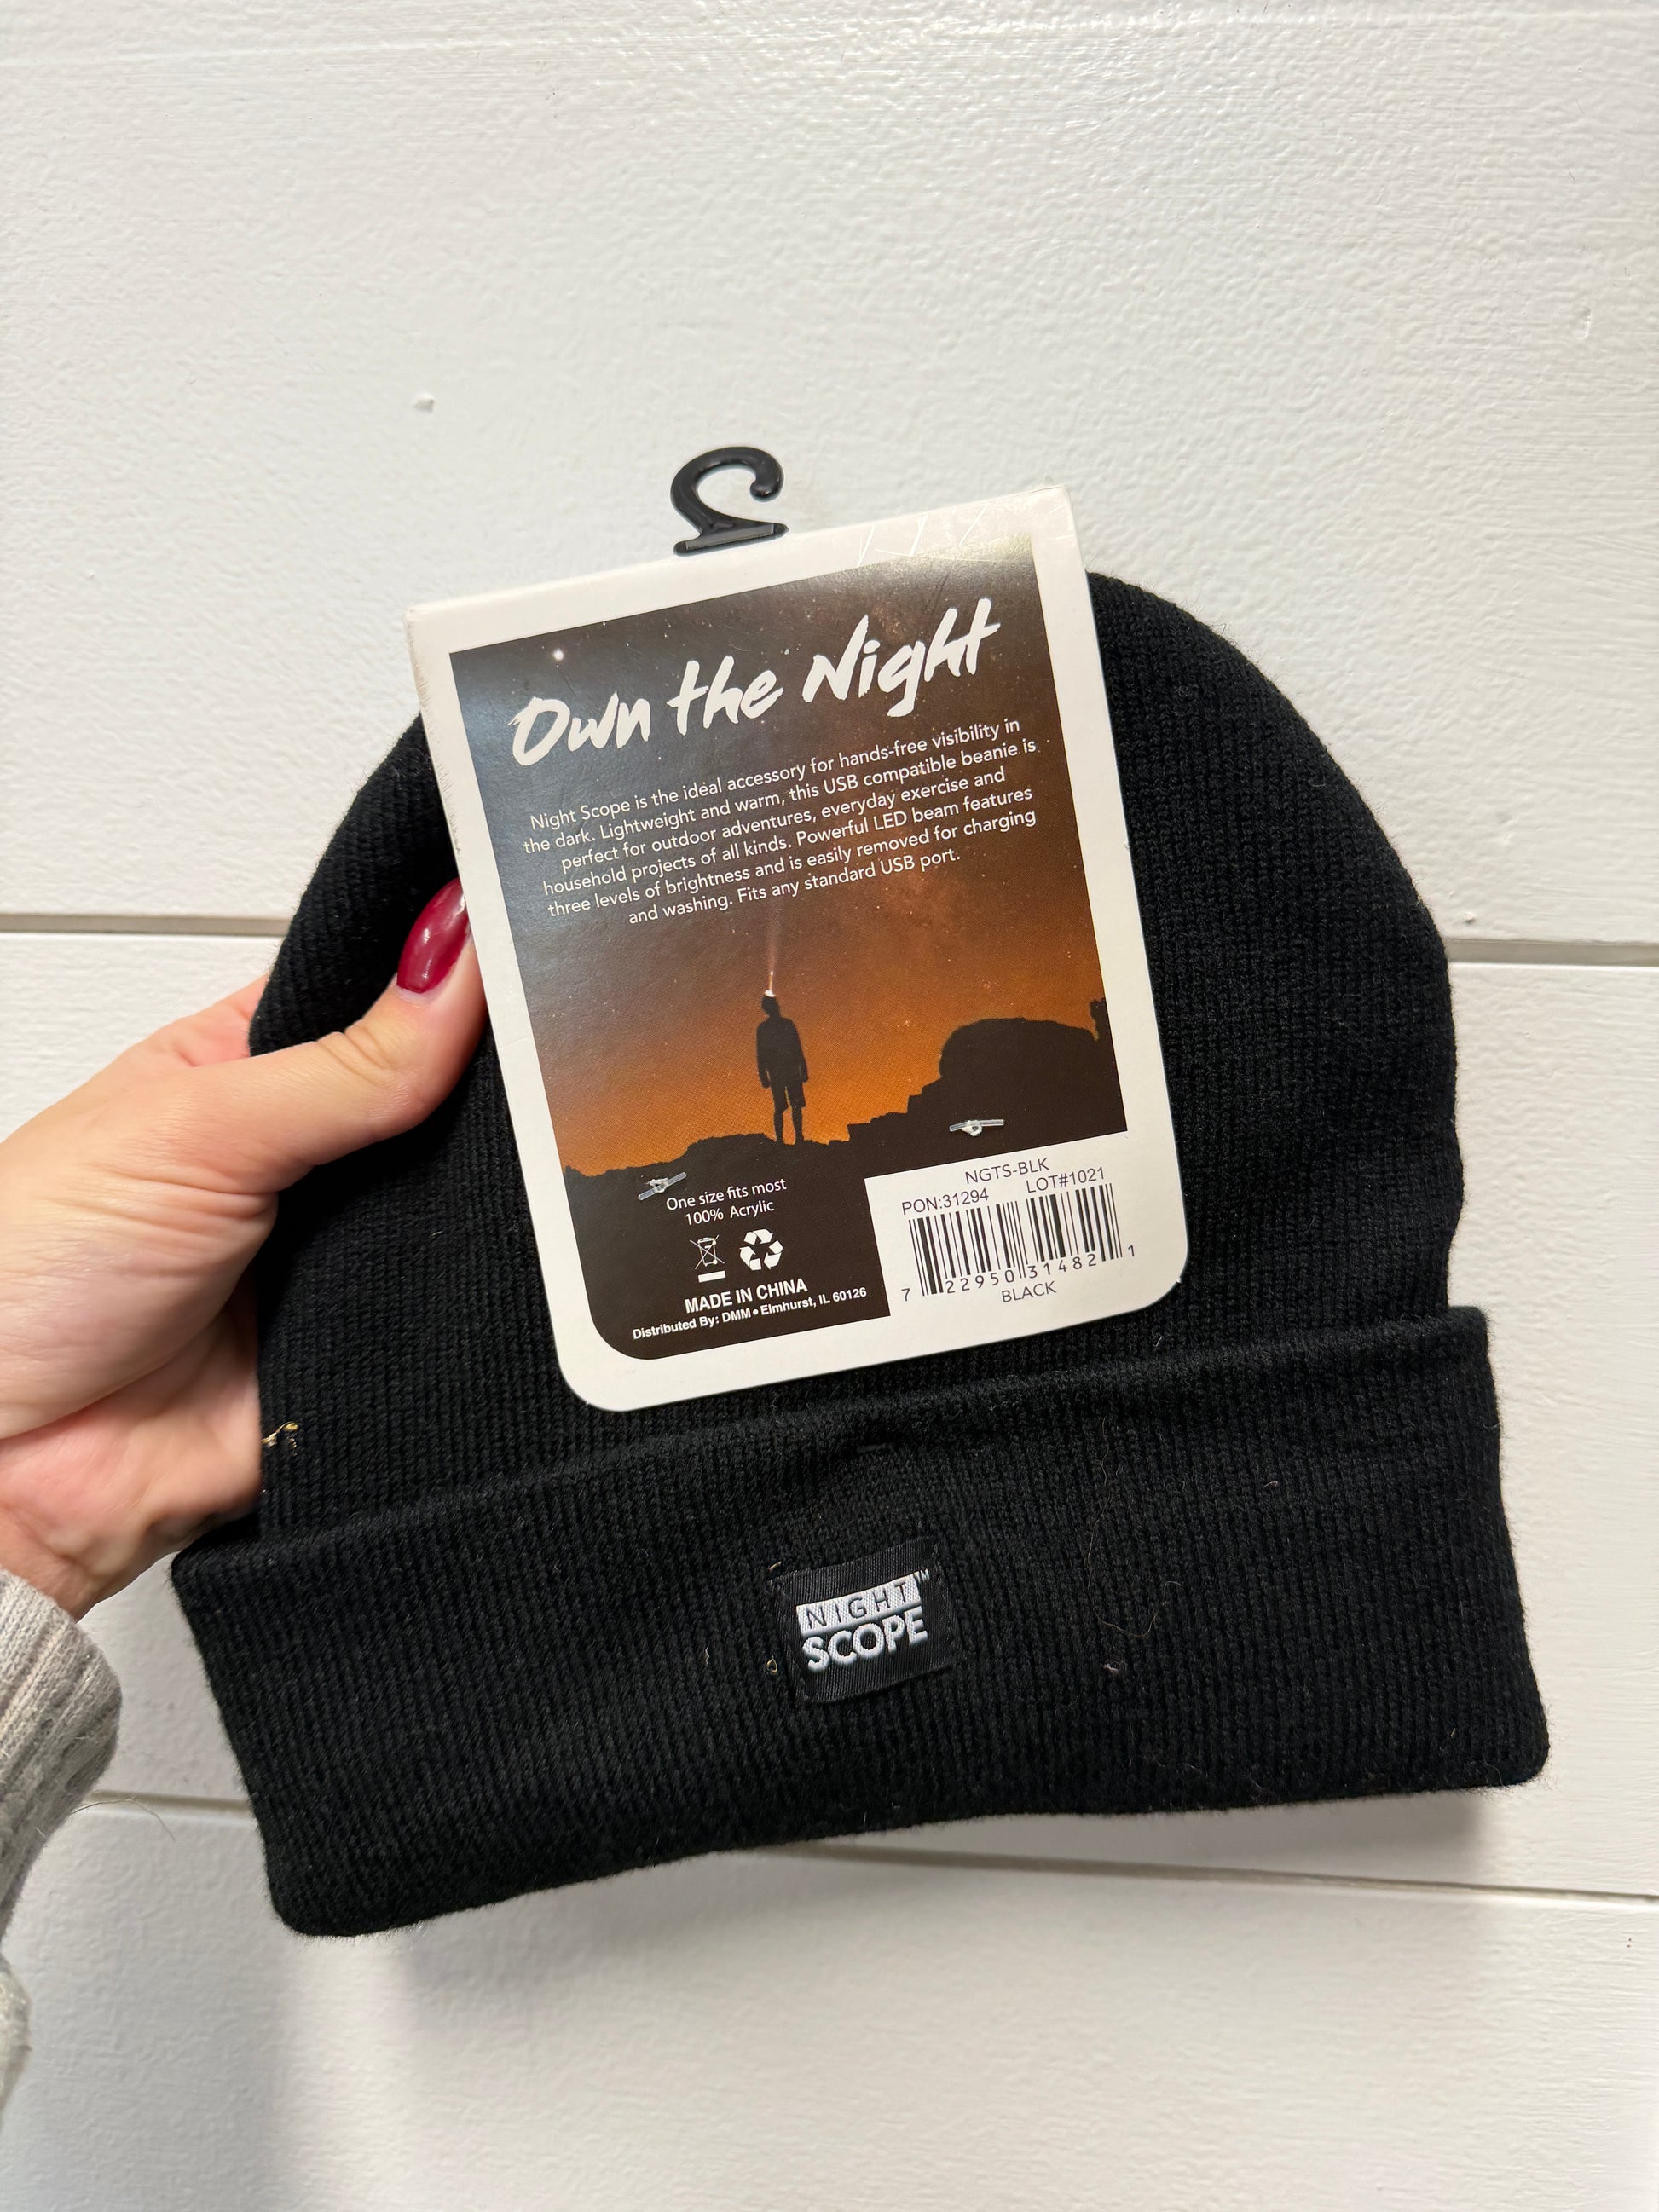 Own the Night
Night Scope is the ideal accessory for hands-free visibility in
the dark. Lightweight and warm, this USB compatible beanie is
perfect for outdoor adventures, everyday exercise and
household projects of all kinds. Powerful LED beam features
three levels of brightness and is easily removed for charging
and washing. Fits any standard USB port.
One size fits most
100% Acrylic
MADE IN CHINA
Distributed By: DMM • Elmhurst, IL 60126
NGTS-BLK
PON:31294 LOT#1021
7 22950 31482 1
BLACK
NIGHT™
SCOPE